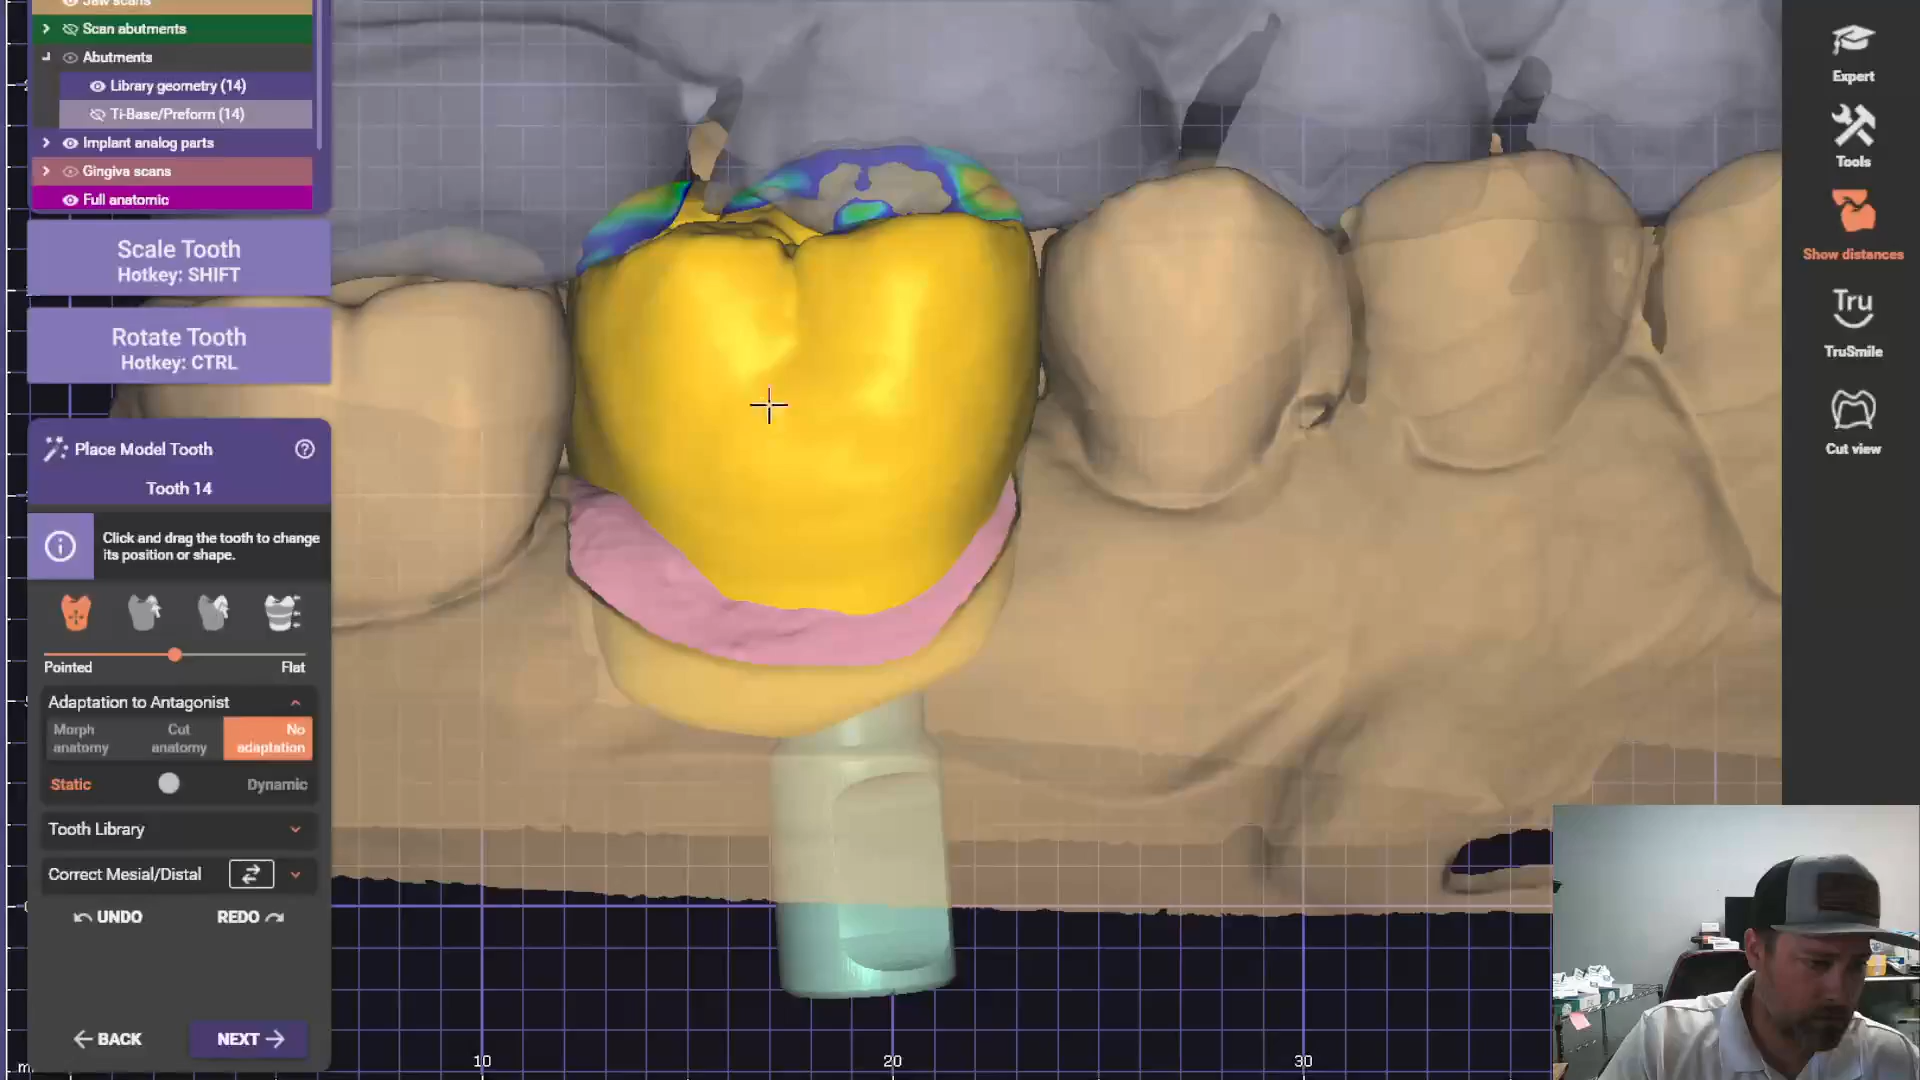 Jaw scans
Scan abutments
Abutments
Library geometry (14)
Ti-Base/Preform (14)
Implant analog parts
Gingiva scans
Full anatomic
Scale Tooth
Hotkey: SHIFT
Rotate Tooth
Hotkey: CTRL
Place Model Tooth
Tooth 14
Click and drag the tooth to change
its position or shape.
Pointed
Flat
Adaptation to Antagonist
Morph
anatomy
Cut
anatomy
No
adaptation
Static
Dynamic
Tooth Library
Correct Mesial/Distal
UNDO
REDO
BACK
NEXT
10
20
30
Expert
Tools
Show distances
Tru
TruSmile
Cut view